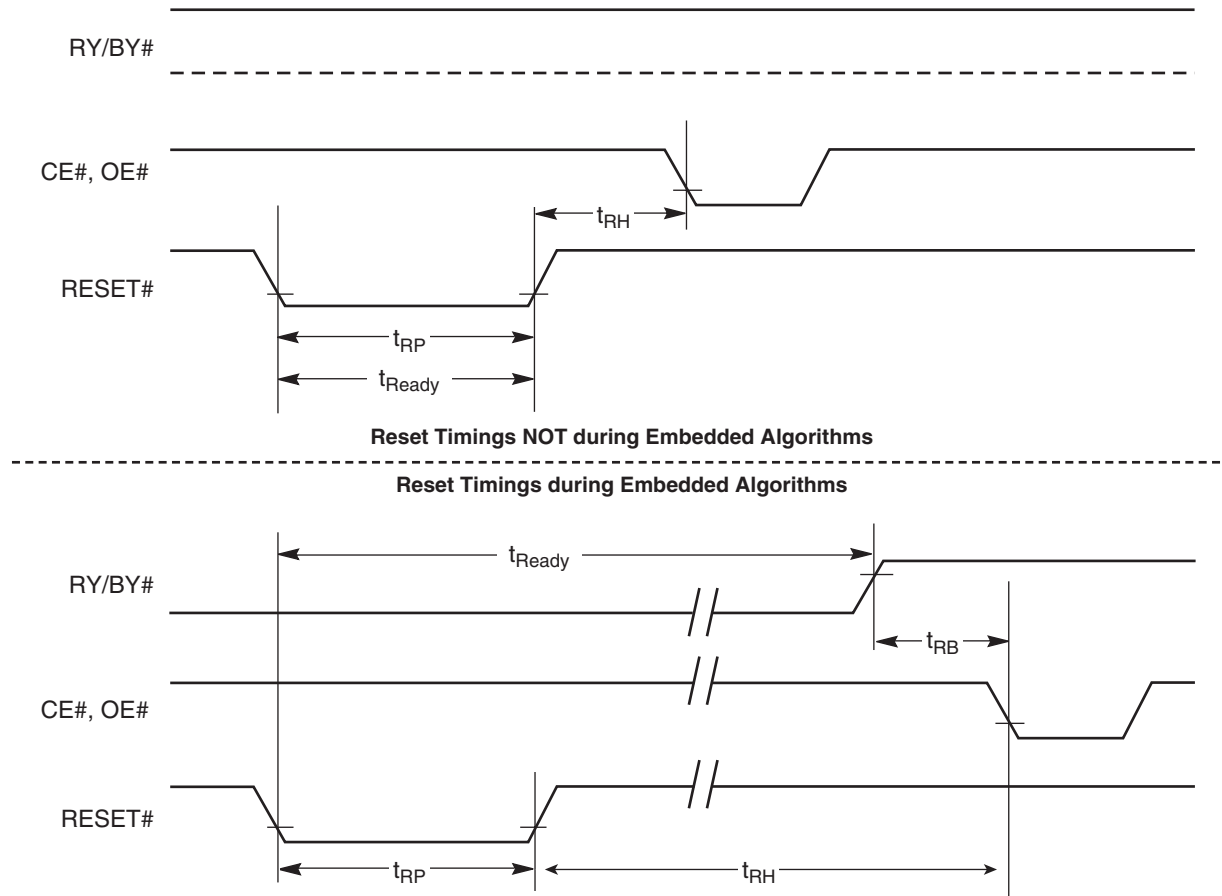 RY/BY#
CE#, OE#
tRH
RESET#
tRP
tReady
Reset Timings NOT during Embedded Algorithms
Reset Timings during Embedded Algorithms
tReady
RY/BY#
tRB
CE#, OE#
RESET#
tRP
tRH